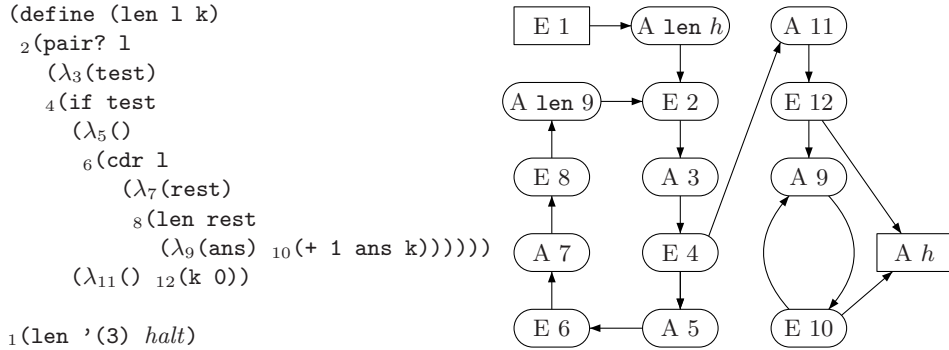 (define (len l k)
2(pair? l
(λ3(test)
4(if test
(λ5()
6(cdr l
(λ7(rest)
8(len rest
(λ9(ans) 10(+ 1 ans k))))))
(λ11() 12(k 0))
1(len '(3) halt)
E 1
A len h
A 11
A len 9
E 2
E 12
E 8
A 3
A 9
A 7
E 4
A h
E 6
A 5
E 10